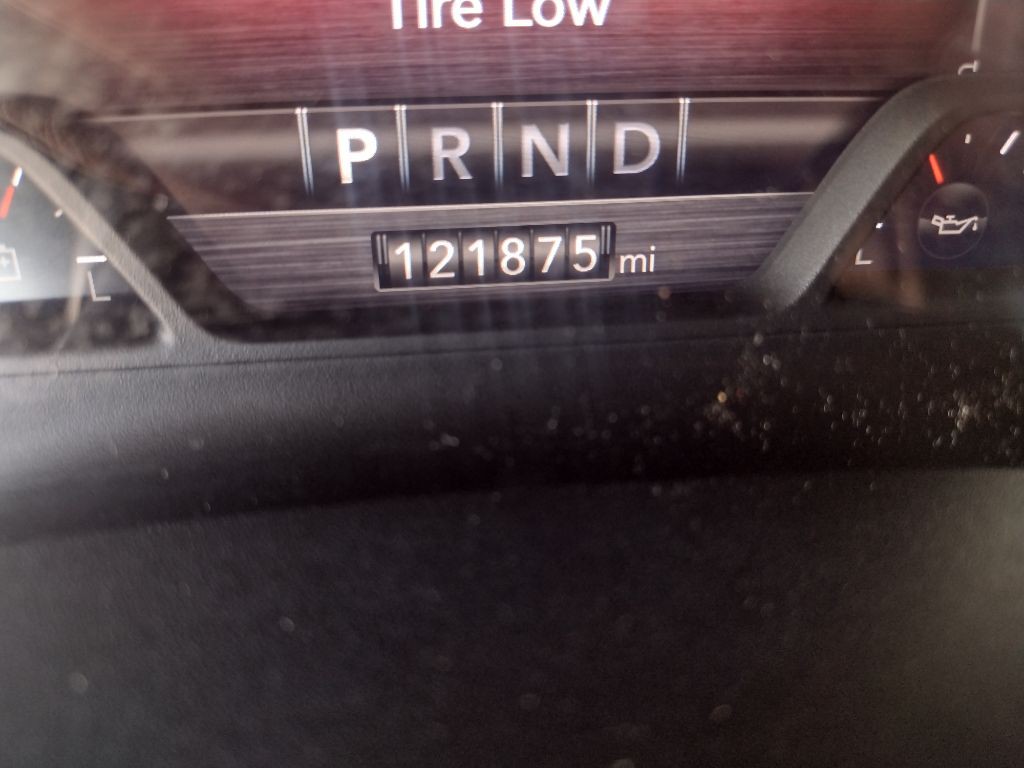 Tire Low
P R N D
121875 mi
L
L